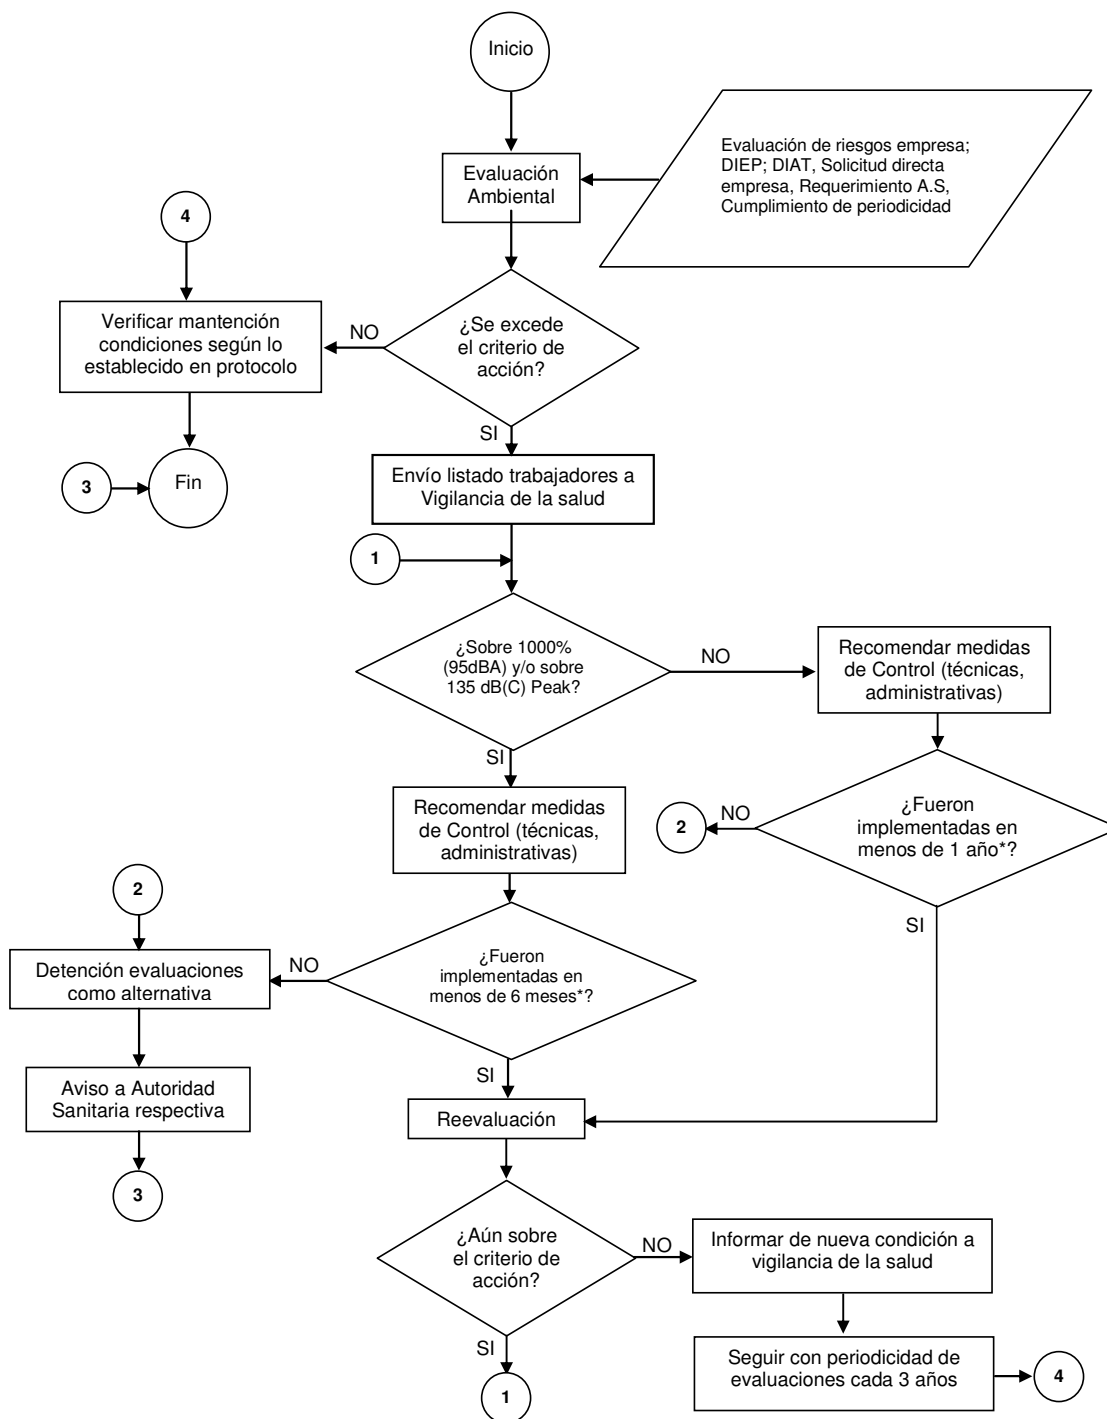 Inicio
Evaluación de riesgos empresa;
DIEP; DIAT, Solicitud directa
empresa, Requerimiento A.S,
Cumplimiento de periodicidad
Evaluación
Ambiental
4
Verificar mantención
condiciones según lo
establecido en protocolo
NO
¿Se excede
el criterio de
acción?
SI
3
Fin
Envío listado trabajadores a
Vigilancia de la salud
1
¿Sobre 1000%
(95dBA) y/o sobre
135 dB(C) Peak?
NO
Recomendar medidas
de Control (técnicas,
administrativas)
SI
Recomendar medidas
de Control (técnicas,
administrativas)
2
NO
¿Fueron
implementadas en
menos de 1 año*?
SI
2
Detención evaluaciones
como alternativa
NO
¿Fueron
implementadas en
menos de 6 meses*?
SI
Aviso a Autoridad
Sanitaria respectiva
3
Reevaluación
¿Aún sobre
el criterio de
acción?
NO
Informar de nueva condición a
vigilancia de la salud
SI
1
Seguir con periodicidad de
evaluaciones cada 3 años
4